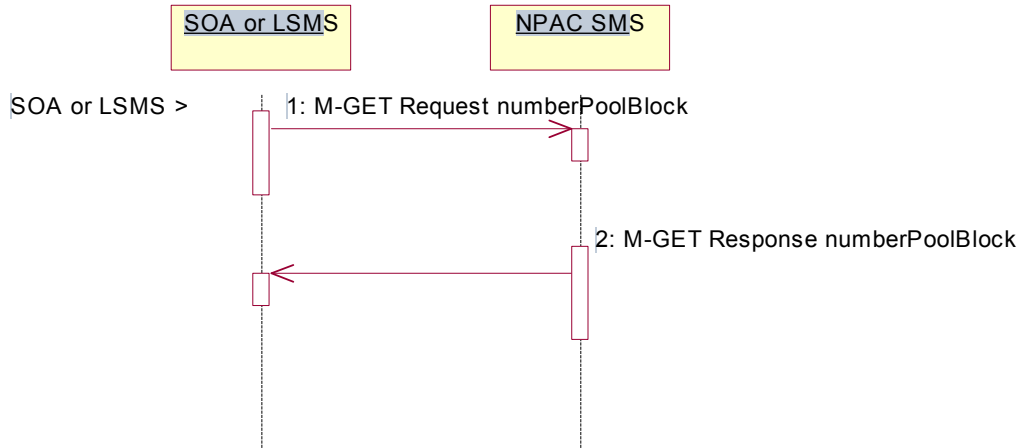 SOA or LSMS
NPAC SMS
SOA or LSMS >
1: M-GET Request numberPoolBlock
2: M-GET Response numberPoolBlock